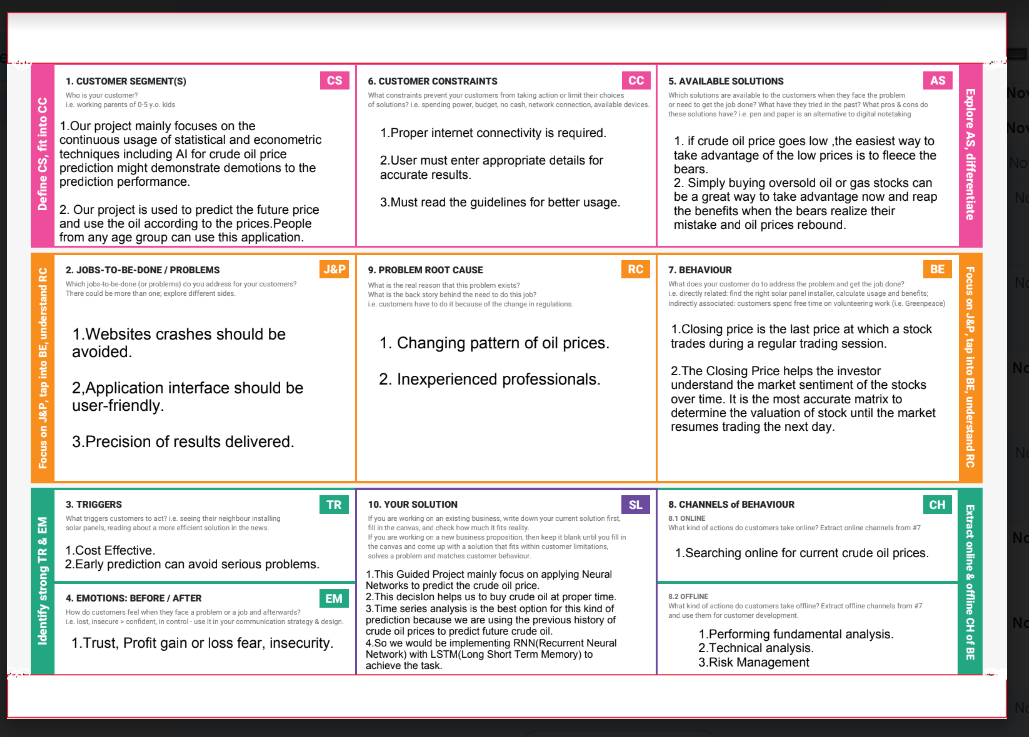 Define CS, fit into CC
1. CUSTOMER SEGMENT(S)
CS
Who is your customer?
i.e. working parents of 0-5 y.o. kids
1.Our project mainly focuses on the
continuous usage of statistical and econometric
techniques including AI for crude oil price
prediction might demonstrate demotions to the
prediction performance.
2. Our project is used to predict the future price
and use the oil according to the prices.People
from any age group can use this application.
6. CUSTOMER CONSTRAINTS
CC
What constraints prevent your customers from taking action or limit their choices
of solutions? i.e. spending power, budget, no cash, network connection, available devices.
1.Proper internet connectivity is required.
2.User must enter appropriate details for
accurate results.
3.Must read the guidelines for better usage.
5. AVAILABLE SOLUTIONS
AS
Which solutions are available to the customers when they face the problem
or need to get the job done? What have they tried in the past? What pros & cons do
these solutions have? i.e. pen and paper is an alternative to digital notetaking
1. if crude oil price goes low ,the easiest way to
take advantage of the low prices is to fleece the
bears.
2. Simply buying oversold oil or gas stocks can
be a great way to take advantage now and reap
the benefits when the bears realize their
mistake and oil prices rebound.
Explore AS, differentiate
Focus on J&P, tap into BE, understand RC
2. JOBS-TO-BE-DONE / PROBLEMS
J&P
Which jobs-to-be-done (or problems) do you address for your customers?
There could be more than one; explore different sides.
1.Websites crashes should be
avoided.
2,Application interface should be
user-friendly.
3.Precision of results delivered.
9. PROBLEM ROOT CAUSE
RC
What is the real reason that this problem exists?
What is the back story behind the need to do this job?
i.e. customers have to do it because of the change in regulations.
1. Changing pattern of oil prices.
2. Inexperienced professionals.
7. BEHAVIOUR
BE
What does your customer do to address the problem and get the job done?
i.e. directly related: find the right solar panel installer, calculate usage and benefits;
indirectly associated: customers spend free time on volunteering work (i.e. Greenpeace)
1.Closing price is the last price at which a stock
trades during a regular trading session.
2.The Closing Price helps the investor
understand the market sentiment of the stocks
over time. It is the most accurate matrix to
determine the valuation of stock until the market
resumes trading the next day.
Focus on J&P, tap into BE, understand RC
Identify strong TR & EM
3. TRIGGERS
TR
What triggers customers to act? i.e. seeing their neighbour installing
solar panels, reading about a more efficient solution in the news.
1.Cost Effective.
2.Early prediction can avoid serious problems.
4. EMOTIONS: BEFORE / AFTER
EM
How do customers feel when they face a problem or a job and afterwards?
i.e. lost, insecure > confident, in control - use it in your communication strategy & design.
1.Trust, Profit gain or loss fear, insecurity.
10. YOUR SOLUTION
SL
If you are working on an existing business, write down your current solution first,
fill in the canvas, and check how much it fits reality.
If you are working on a new business proposition, then keep it blank until you fill in
the canvas and come up with a solution that fits within customer limitations,
solves a problem and matches customer behaviour.
1.This Guided Project mainly focus on applying Neural
Networks to predict the crude oil price.
2.This decision helps us to buy crude oil at proper time.
3.Time series analysis is the best option for this kind of
prediction because we are using the previous history of
crude oil prices to predict future crude oil.
4.So we would be implementing RNN(Recurrent Neural
Network) with LSTM(Long Short Term Memory) to
achieve the task.
8. CHANNELS of BEHAVIOUR
CH
8.1 ONLINE
What kind of actions do customers take online? Extract online channels from #7
1.Searching online for current crude oil prices.
8.2 OFFLINE
What kind of actions do customers take offline? Extract offline channels from #7
and use them for customer development.
1.Performing fundamental analysis.
2.Technical analysis.
3.Risk Management
Extract online & offline CH of BE